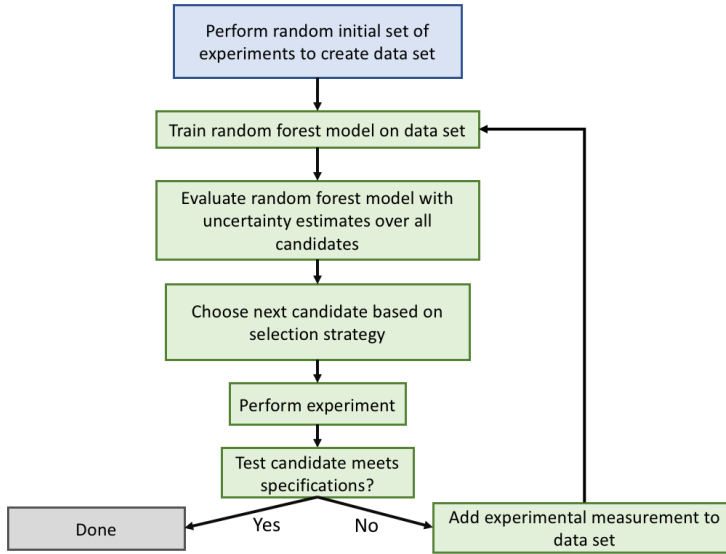 Perform random initial set of
experiments to create data set
Train random forest model on data set
Evaluate random forest model with
uncertainty estimates over all
candidates
Choose next candidate based on
selection strategy
Perform experiment
Test candidate meets
specifications?
Yes
No
Done
Add experimental measurement to
data set